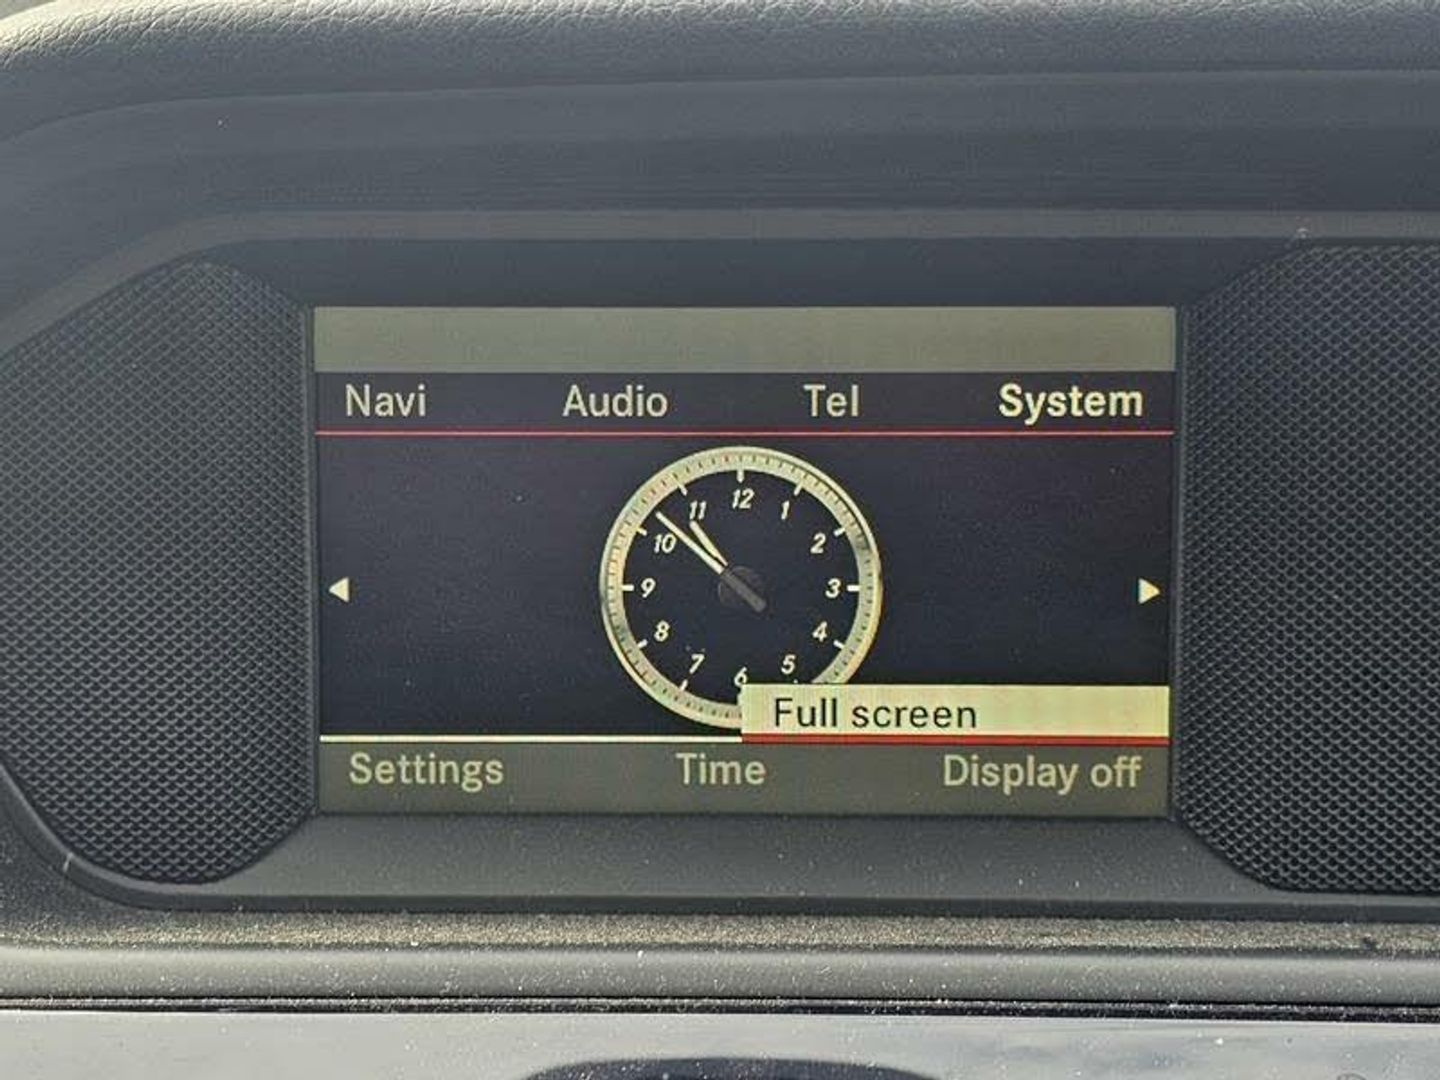 Navi Audio Tel System
12
11 1
10 2
9 3
8 4
7 5
6
Full screen
Settings Time Display off